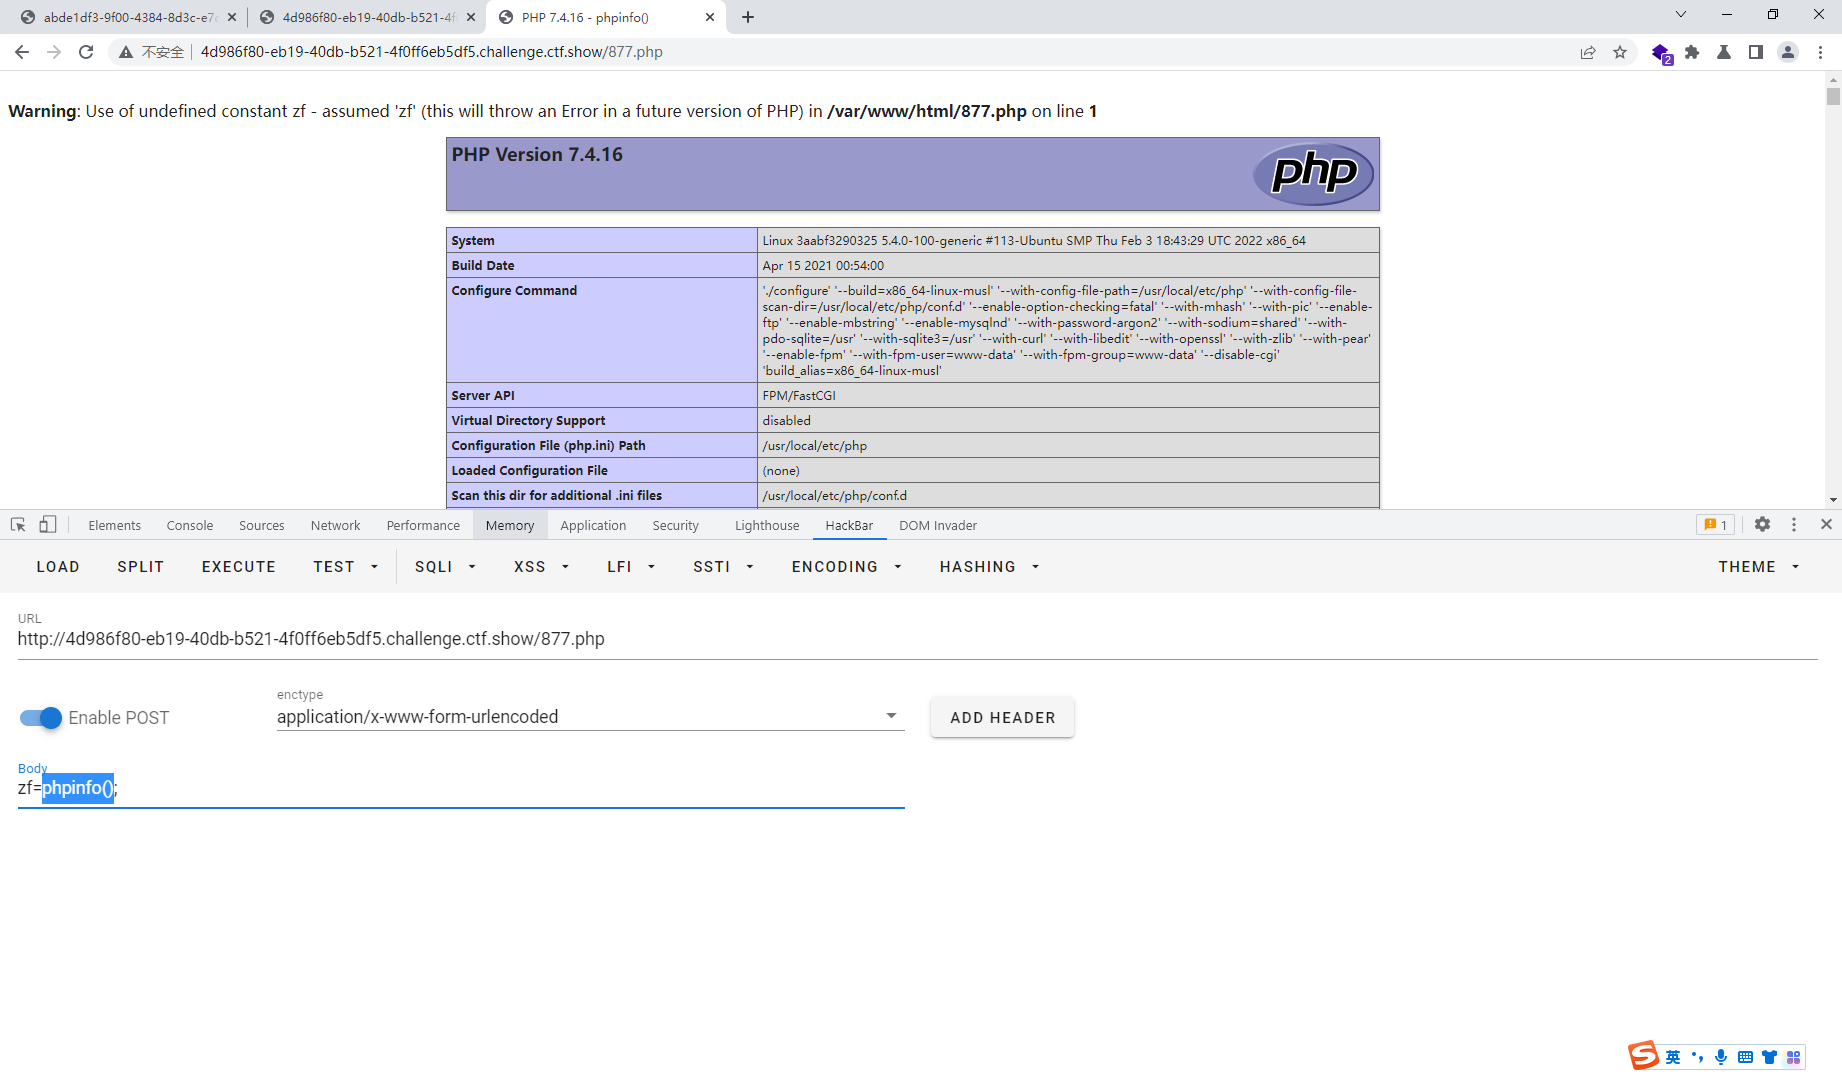 abde1df3-9f00-4384-8d3c-e7c
4d986f80-eb19-40db-b521-4f
PHP 7.4.16 - phpinfo()
不安全
4d986f80-eb19-40db-b521-4f0ff6eb5df5.challenge.ctf.show/877.php
2
Warning: Use of undefined constant zf - assumed 'zf' (this will throw an Error in a future version of PHP) in /var/www/html/877.php on line 1
PHP Version 7.4.16
php
System
Linux 3aabf3290325 5.4.0-100-generic #113-Ubuntu SMP Thu Feb 3 18:43:29 UTC 2022 x86_64
Build Date
Apr 15 2021 00:54:00
Configure Command
'./configure' '--build=x86_64-linux-musl' '--with-config-file-path=/usr/local/etc/php' '--with-config-file-
scan-dir=/usr/local/etc/php/conf.d' '--enable-option-checking=fatal' '--with-mhash' '--with-pic' '--enable-
ftp' '--enable-mbstring' '--enable-mysqlnd' '--with-password-argon2' '--with-sodium=shared' '--with-
pdo-sqlite=/usr' '--with-sqlite3=/usr' '--with-curl' '--with-libedit' '--with-openssl' '--with-zlib' '--with-pear'
'--enable-fpm' '--with-fpm-user=www-data' '--with-fpm-group=www-data' '--disable-cgi'
'build_alias=x86_64-linux-musl'
Server API
FPM/FastCGI
Virtual Directory Support
disabled
Configuration File (php.ini) Path
/usr/local/etc/php
Loaded Configuration File
(none)
Scan this dir for additional .ini files
/usr/local/etc/php/conf.d
Elements
Console
Sources
Network
Performance
Memory
Application
Security
Lighthouse
HackBar
DOM Invader
1
LOAD
SPLIT
EXECUTE
TEST
SQLI
XSS
LFI
SSTI
ENCODING
HASHING
THEME
URL
http://4d986f80-eb19-40db-b521-4f0ff6eb5df5.challenge.ctf.show/877.php
Enable POST
enctype
application/x-www-form-urlencoded
ADD HEADER
Body
zf=phpinfo();
S
英